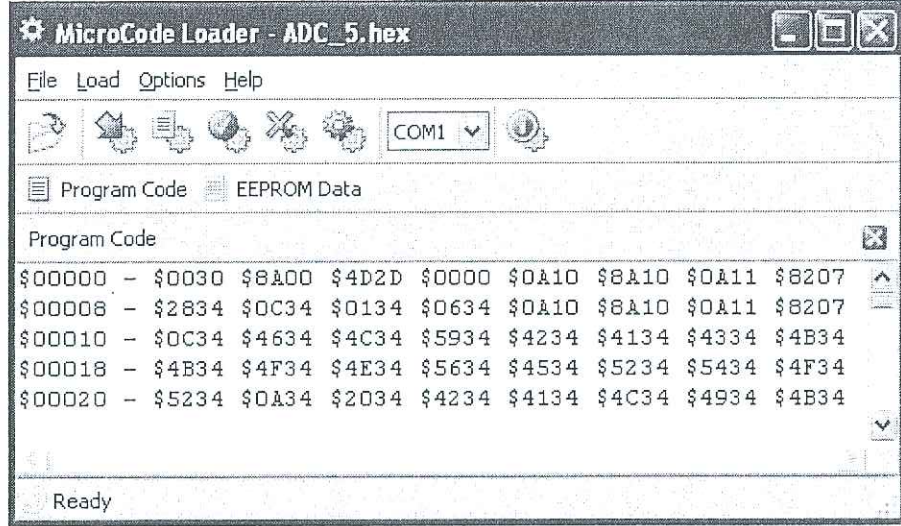 MicroCode Loader - ADC_5.hex
File Load Options Help
COM1
Program Code EEPROM Data
Program Code
$00000 - $0030 $8A00 $4D2D $0000 $0A10 $8A10 $0A11 $8207
$00008 - $2834 $0C34 $0134 $0634 $0A10 $8A10 $0A11 $8207
$00010 - $0C34 $4634 $4C34 $5934 $4234 $4134 $4334 $4B34
$00018 - $4B34 $4F34 $4E34 $5634 $4534 $5234 $5434 $4F34
$00020 - $5234 $0A34 $2034 $4234 $4134 $4C34 $4934 $4B34
Ready